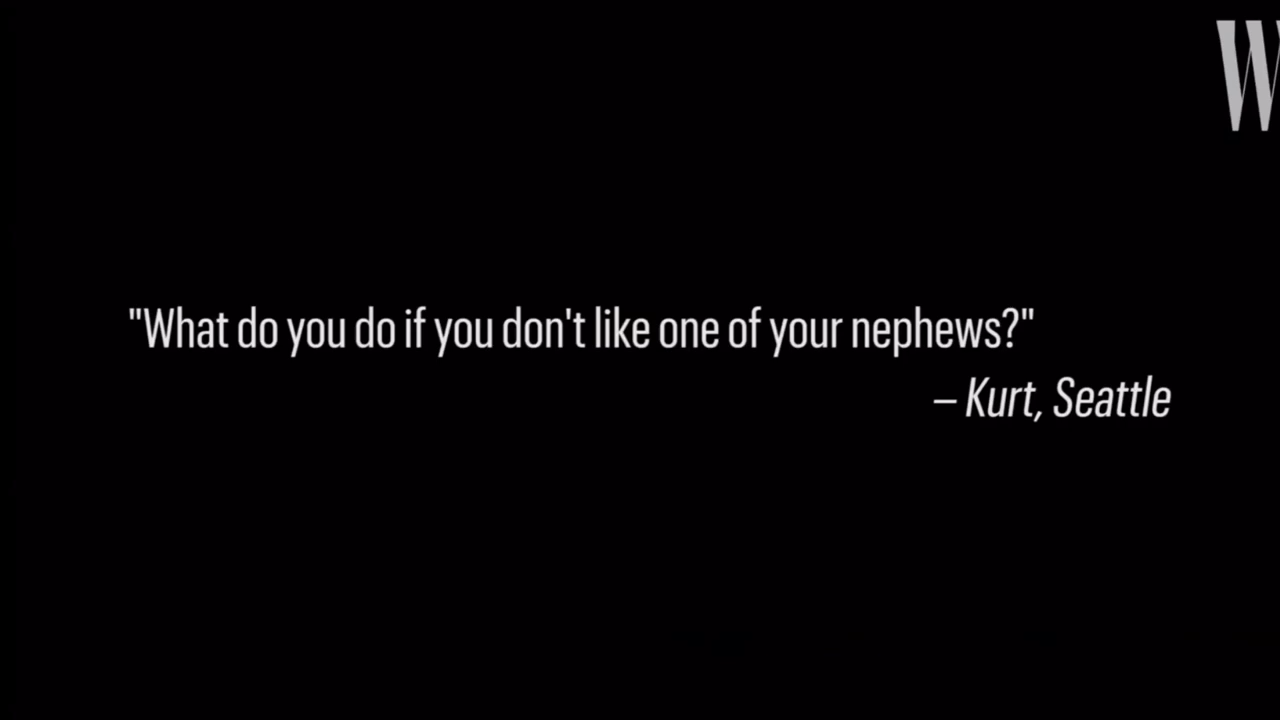 W
"What do you do if you don't like one of your nephews?"
– Kurt, Seattle